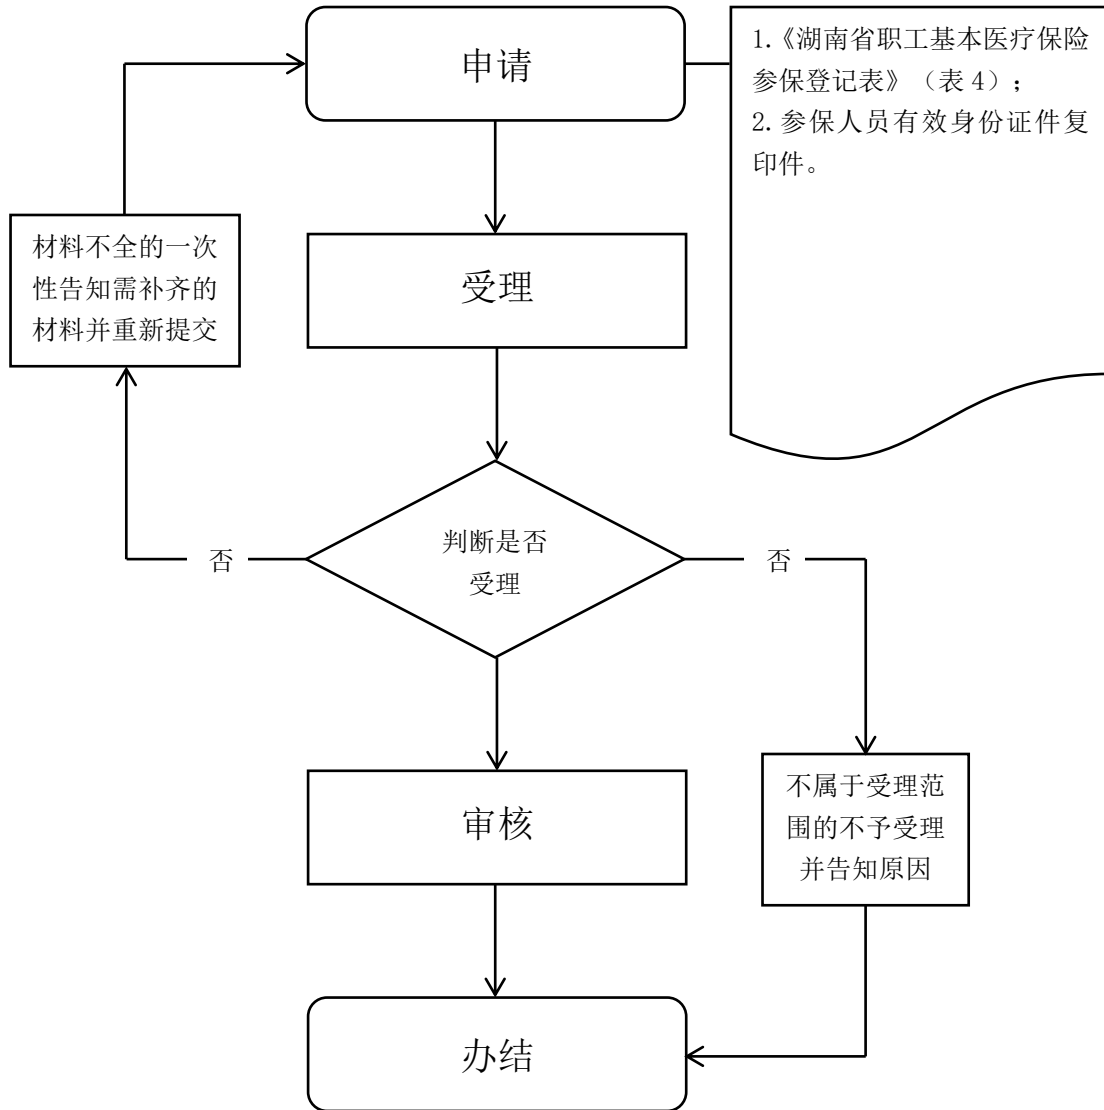 申请
1.《湖南省职工基本医疗保险
参保登记表》（表 4）；
2. 参保人员有效身份证件复
印件。
材料不全的一次
性告知需补齐的
材料并重新提交
受理
判断是否
受理
否
否
审核
不属于受理范
围的不予受理
并告知原因
办结